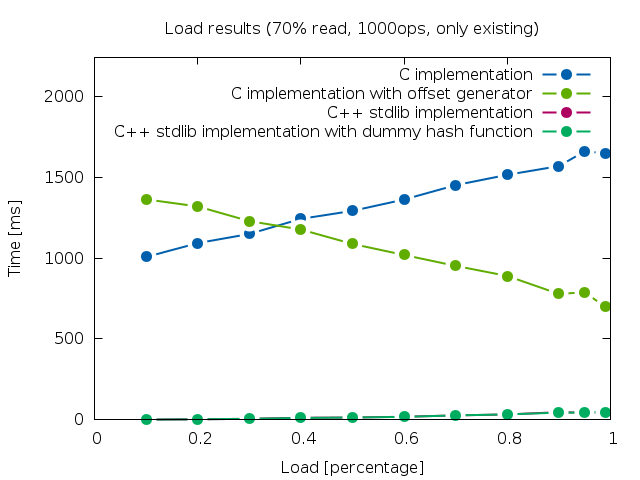 Load results (70% read, 1000ops, only existing)
C implementation
C implementation with offset generator
C++ stdlib implementation
C++ stdlib implementation with dummy hash function
Time [ms]
2000
1500
1000
500
0
0 0.2 0.4 0.6 0.8 1
Load [percentage]